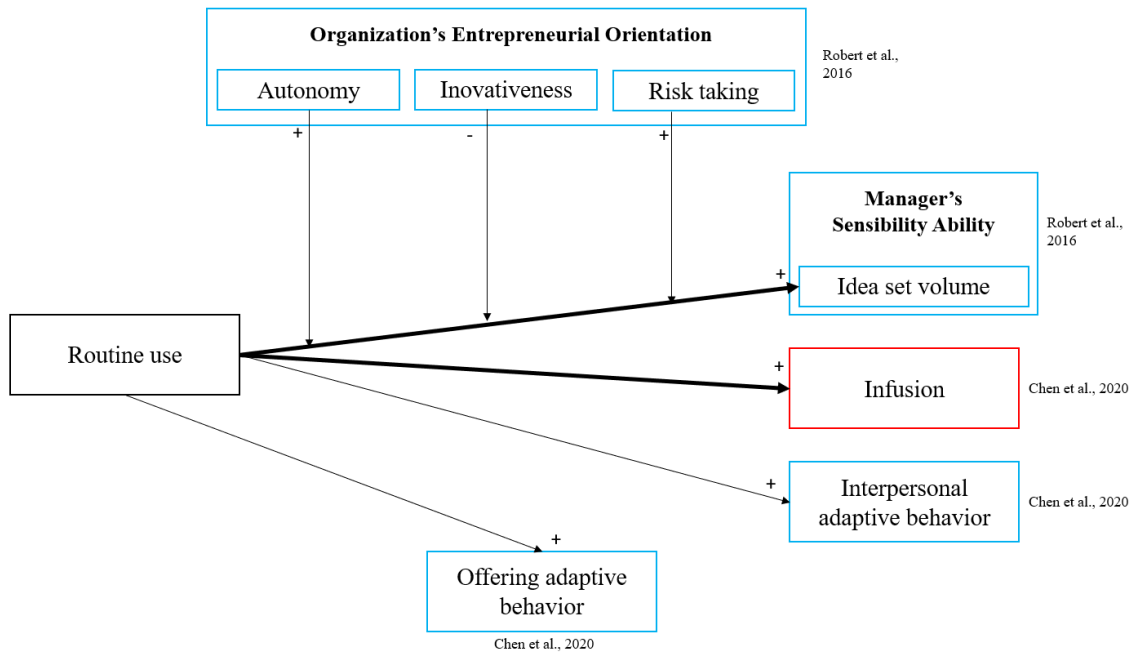 Organization’s Entrepreneurial Orientation
Robert et al.,
2016
Autonomy
Inovativeness
Risk taking
+
-
+
Manager’s
Sensibility Ability
Robert et al.,
2016
+
Idea set volume
Routine use
+
Infusion
Chen et al., 2020
+
Interpersonal
adaptive behavior
Chen et al., 2020
+
Offering adaptive
behavior
Chen et al., 2020